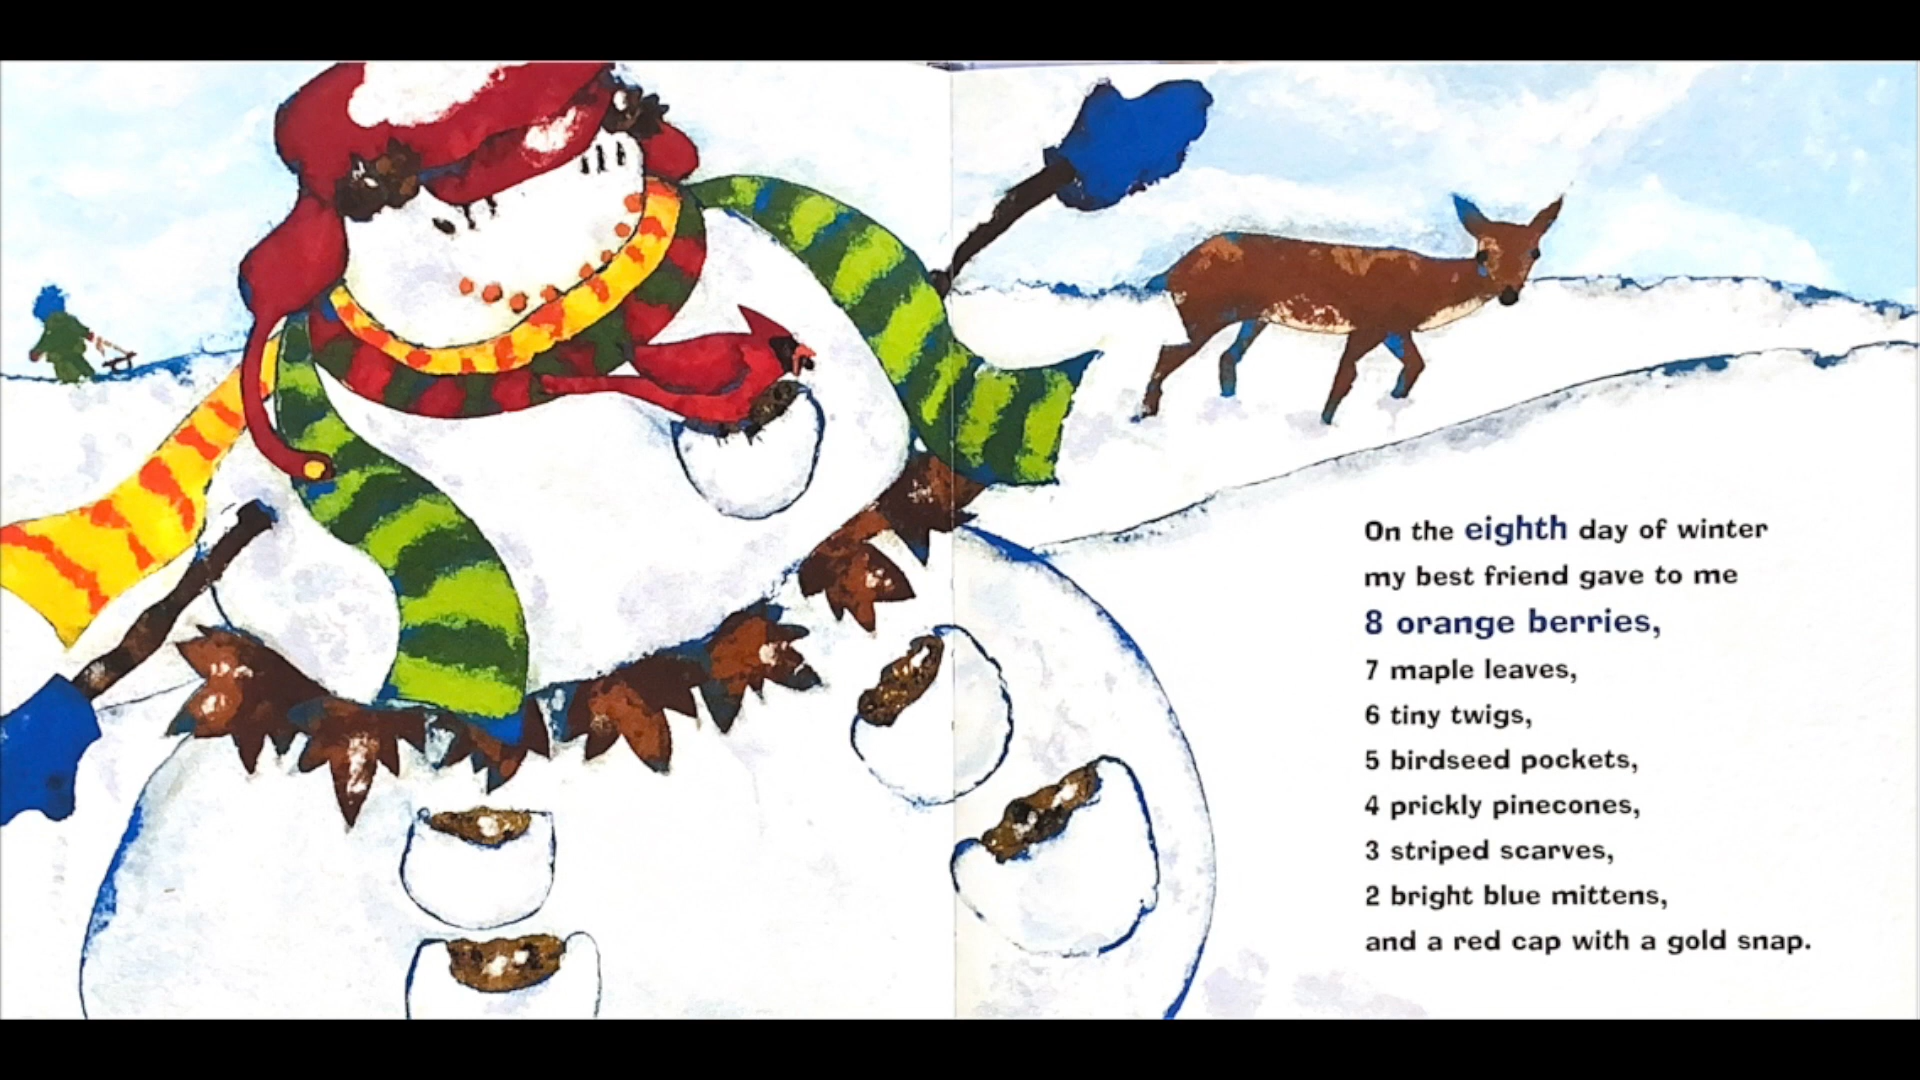 On the eighth day of winter
my best friend gave to me
8 orange berries,
7 maple leaves,
6 tiny twigs,
5 birdseed pockets,
4 prickly pinecones,
3 striped scarves,
2 bright blue mittens,
and a red cap with a gold snap.